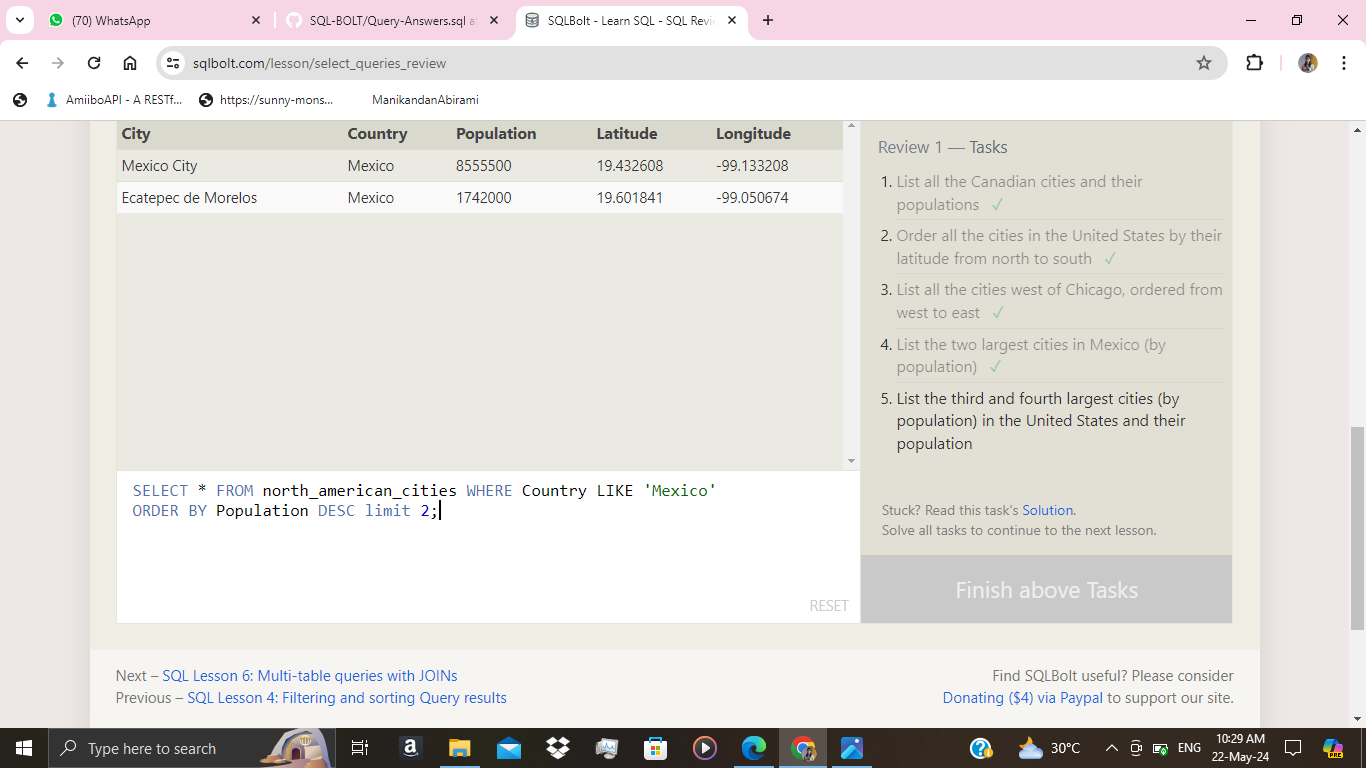 (70) WhatsApp
SQL-BOLT/Query-Answers.sql a
SQLBolt - Learn SQL - SQL Revi
sqlbolt.com/lesson/select_queries_review
AmiiboAPI - A RESTf...
https://sunny-mons...
ManikandanAbirami
City Country Population Latitude Longitude
Mexico City Mexico 8555500 19.432608 -99.133208
Ecatepec de Morelos Mexico 1742000 19.601841 -99.050674
SELECT * FROM north_american_cities WHERE Country LIKE 'Mexico'
ORDER BY Population DESC limit 2;
RESET
Review 1 — Tasks
1. List all the Canadian cities and their
populations ✓
2. Order all the cities in the United States by their
latitude from north to south ✓
3. List all the cities west of Chicago, ordered from
west to east ✓
4. List the two largest cities in Mexico (by
population) ✓
5. List the third and fourth largest cities (by
population) in the United States and their
population
Stuck? Read this task's Solution.
Solve all tasks to continue to the next lesson.
Finish above Tasks
Next – SQL Lesson 6: Multi-table queries with JOINs
Previous – SQL Lesson 4: Filtering and sorting Query results
Find SQLBolt useful? Please consider
Donating ($4) via Paypal to support our site.
Type here to search
30°C
ENG
10:29 AM
22-May-24
PRE